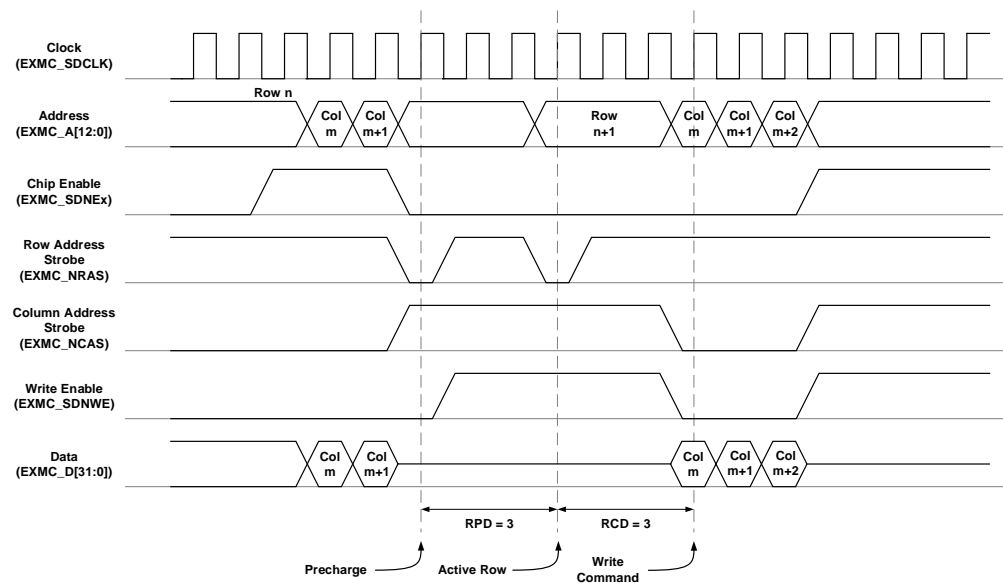 Clock
(EXMC_SDCLK)
Row n
Address
(EXMC_A[12:0])
Col
m
Col
m+1
Row
n+1
Col
m
Col
m+1
Col
m+2
Chip Enable
(EXMC_SDNEx)
Row Address
Strobe
(EXMC_NRAS)
Column Address
Strobe
(EXMC_NCAS)
Write Enable
(EXMC_SDNWE)
Data
(EXMC_D[31:0])
Col
m
Col
m+1
Col
m
Col
m+1
Col
m+2
RPD = 3
RCD = 3
Precharge
Active Row
Write
Command